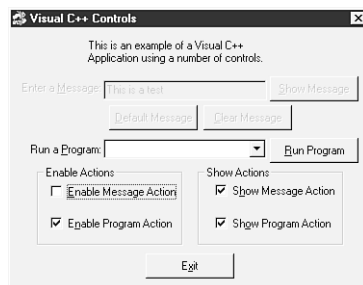 Visual C++ Controls
This is an example of a Visual C++
Application using a number of controls.
Enter a Message: This is a test Show Message
Default Message Clear Message
Run a Program: Run Program
Enable Actions Show Actions
Enable Message Action Show Message Action
Enable Program Action Show Program Action
Exit